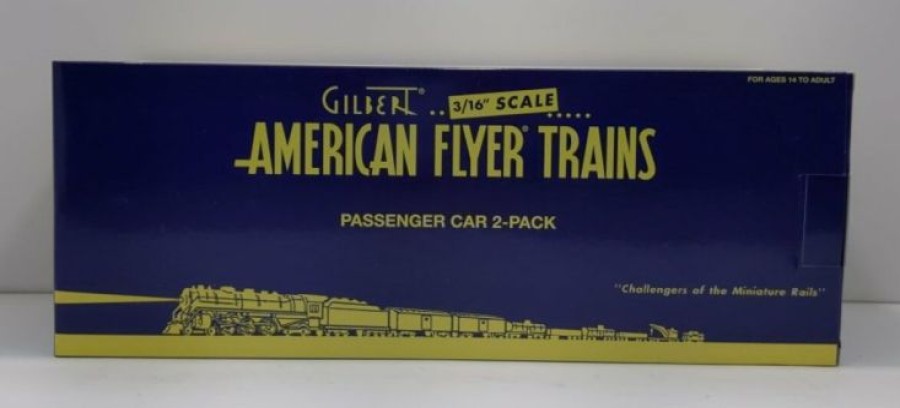 FOR AGES 14 TO ADULT
GILBERT® .. 3/16" SCALE .....
AMERICAN FLYER® TRAINS
PASSENGER CAR 2-PACK
"Challengers of the Miniature Rails"